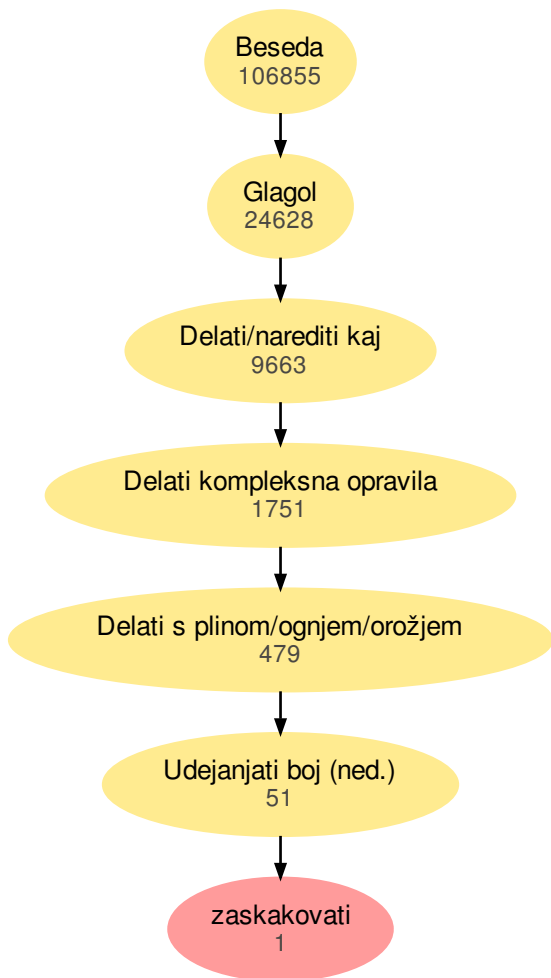 Beseda
106855
Glagol
24628
Delati/narediti kaj
9663
Delati kompleksna opravila
1751
Delati s plinom/ognjem/orožjem
479
Udejanjati boj (ned.)
51
zaskakovati
1